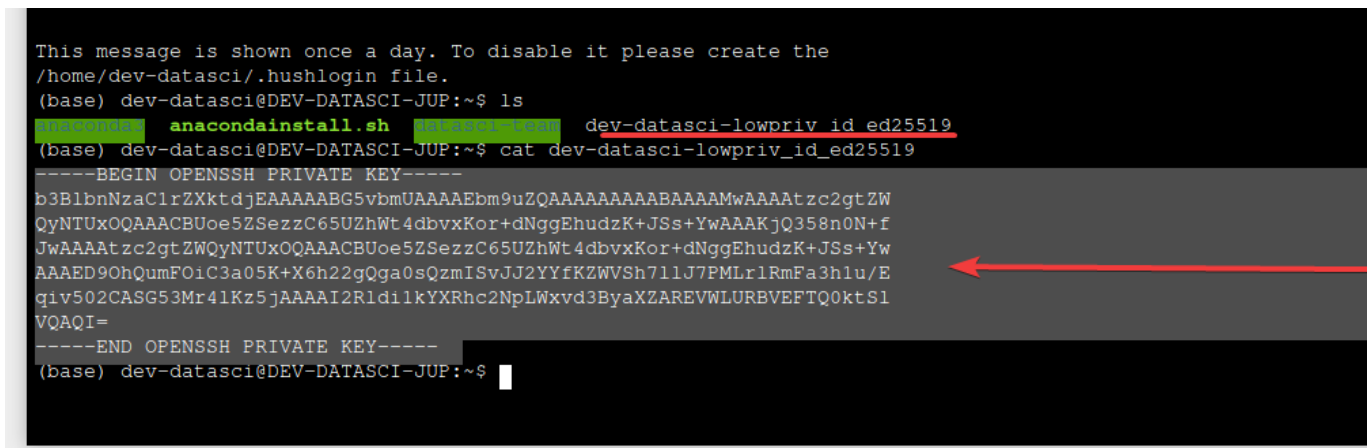 This message is shown once a day. To disable it please create the
/home/dev-datasci/.hushlogin file.
(base) dev-datasci@DEV-DATASCI-JUP:~$ ls
anaconda3 anacondainstall.sh datasci-team dev-datasci-lowpriv_id_ed25519
(base) dev-datasci@DEV-DATASCI-JUP:~$ cat dev-datasci-lowpriv_id_ed25519
-----BEGIN OPENSSH PRIVATE KEY-----
b3BlbnNzaC1rZXktdjEAAAAABG5vbmUAAAAEbm9uZQAAAAAAAAABAAAAMwAAAAtzc2gtZW
QyNTUxOQAAACBUoe5ZSezzC65UZhWt4dbvxKor+dNggEhudzK+JSs+YwAAAKjQ358n0N+f
JwAAAAtzc2gtZWQyNTUxOQAAACBUoe5ZSezzC65UZhWt4dbvxKor+dNggEhudzK+JSs+Yw
AAAED9OhQumFOiC3a05K+X6h22gQga0sQzmISvJJ2YYfKZWVSh7llJ7PMLrlRmFa3h1u/E
qiv502CASG53Mr4lKz5jAAAAI2Rldi1kYXRhc2NpLWxvd3ByaXZAREVWLURBVEFTQ0ktSl
VQAQI=
-----END OPENSSH PRIVATE KEY-----
(base) dev-datasci@DEV-DATASCI-JUP:~$